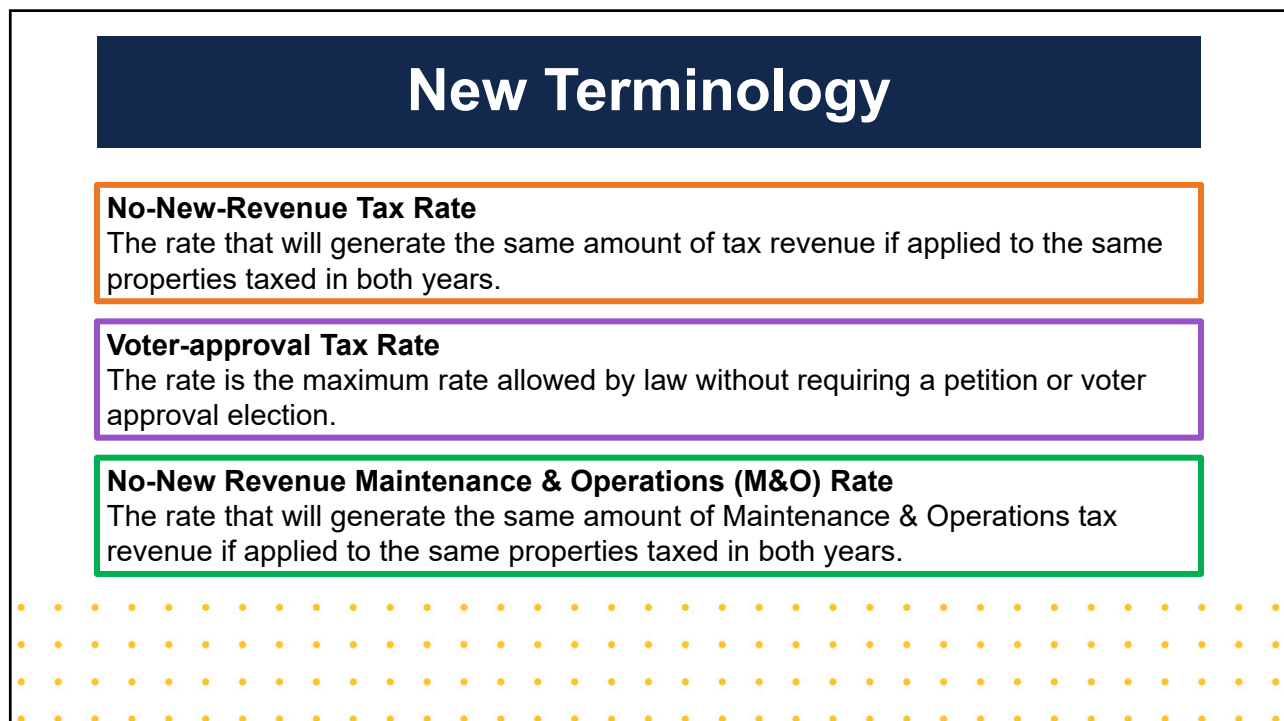 New Terminology
No-New-Revenue Tax Rate
The rate that will generate the same amount of tax revenue if applied to the same
properties taxed in both years.
Voter-approval Tax Rate
The rate is the maximum rate allowed by law without requiring a petition or voter
approval election.
No-New Revenue Maintenance & Operations (M&O) Rate
The rate that will generate the same amount of Maintenance & Operations tax
revenue if applied to the same properties taxed in both years.